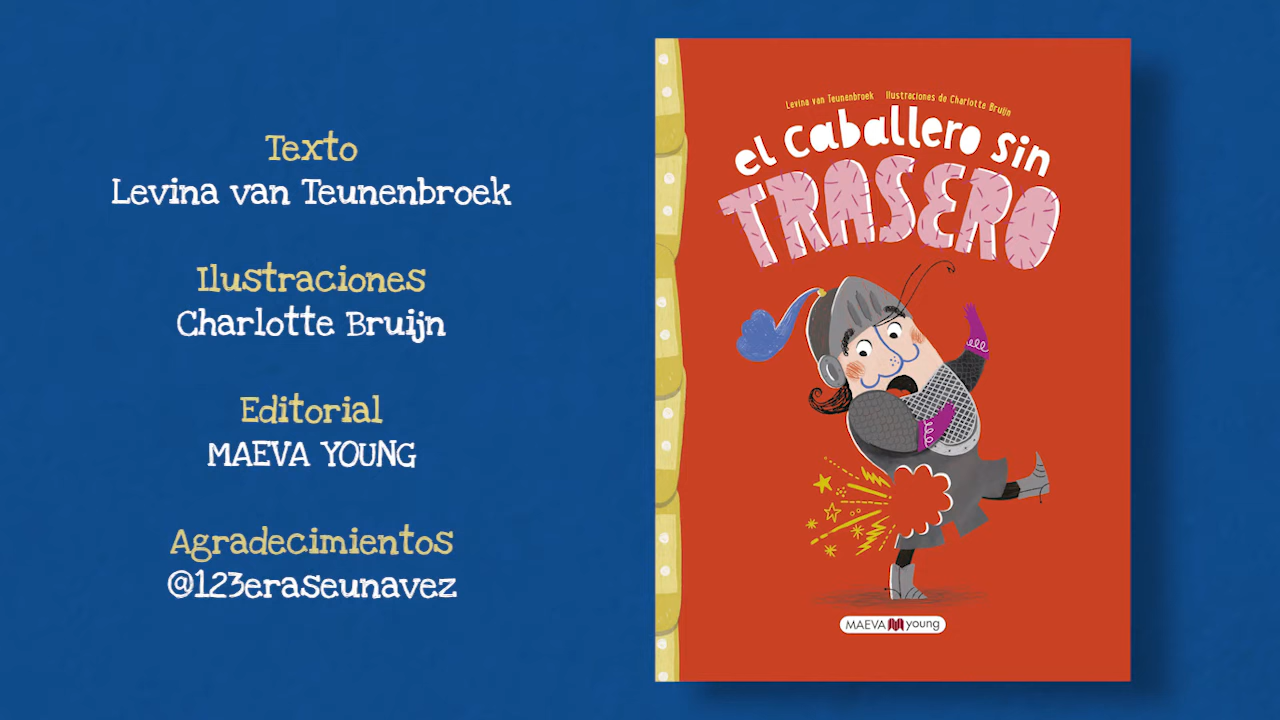 Texto
Levina van Teunenbroek
Ilustraciones
Charlotte Bruijn
Editorial
MAEVA YOUNG
Agradecimientos
@123eraseunavez
Levina van Teunenbroek Ilustraciones de Charlotte Bruijn
el caballero sin
TRASERO
MAEVA young